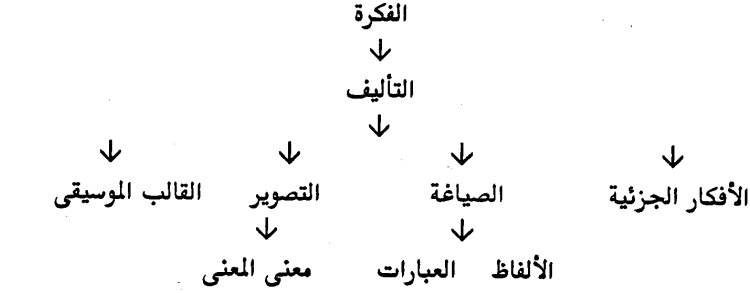 الفكرة
التأليف
الأفكار الجزئية الصياغة التصوير القالب الموسيقى
الألفاظ العبارات معنى المعنى